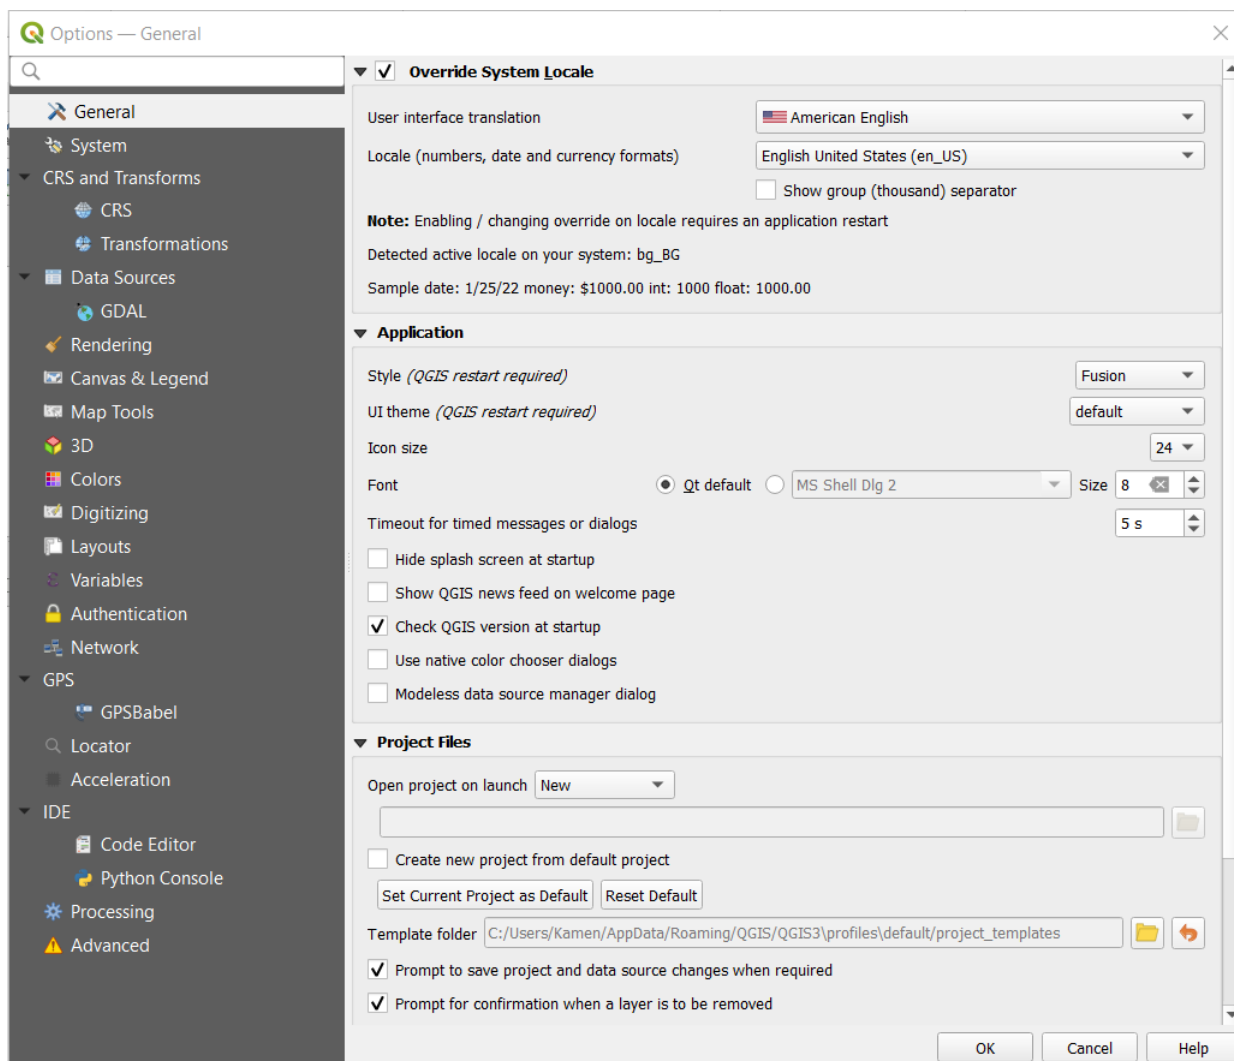 Options — General
General
System
CRS and Transforms
CRS
Transformations
Data Sources
GDAL
Rendering
Canvas & Legend
Map Tools
3D
Colors
Digitizing
Layouts
Variables
Authentication
Network
GPS
GPSBabel
Locator
Acceleration
IDE
Code Editor
Python Console
Processing
Advanced
Override System Locale
User interface translation American English
Locale (numbers, date and currency formats) English United States (en_US)
Show group (thousand) separator
Note: Enabling / changing override on locale requires an application restart
Detected active locale on your system: bg_BG
Sample date: 1/25/22 money: $1000.00 int: 1000 float: 1000.00
Application
Style (QGIS restart required) Fusion
UI theme (QGIS restart required) default
Icon size 24
Font Qt default MS Shell Dlg 2 Size 8
Timeout for timed messages or dialogs 5 s
Hide splash screen at startup
Show QGIS news feed on welcome page
Check QGIS version at startup
Use native color chooser dialogs
Modeless data source manager dialog
Project Files
Open project on launch New
Create new project from default project
Set Current Project as Default Reset Default
Template folder C:/Users/Kamen/AppData/Roaming/QGIS/QGIS3\profiles\default/project_templates
Prompt to save project and data source changes when required
Prompt for confirmation when a layer is to be removed
OK Cancel Help